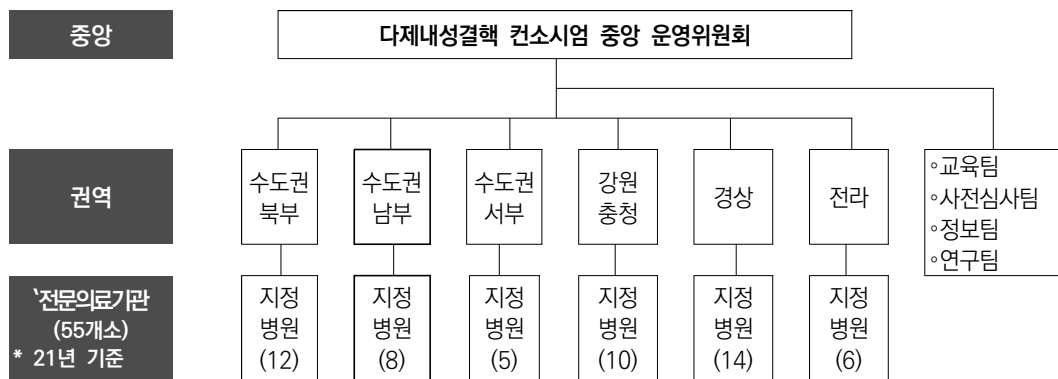 중앙
다제내성결핵 컨소시엄 중앙 운영위원회
권역
수도권
북부
수도권
남부
수도권
서부
강원
충청
경상
전라
◦교육팀
◦사전심사팀
◦정보팀
◦연구팀
‵전문의료기관
(55개소)
* 21년 기준
지정
병원
(12)
지정
병원
(8)
지정
병원
(5)
지정
병원
(10)
지정
병원
(14)
지정
병원
(6)